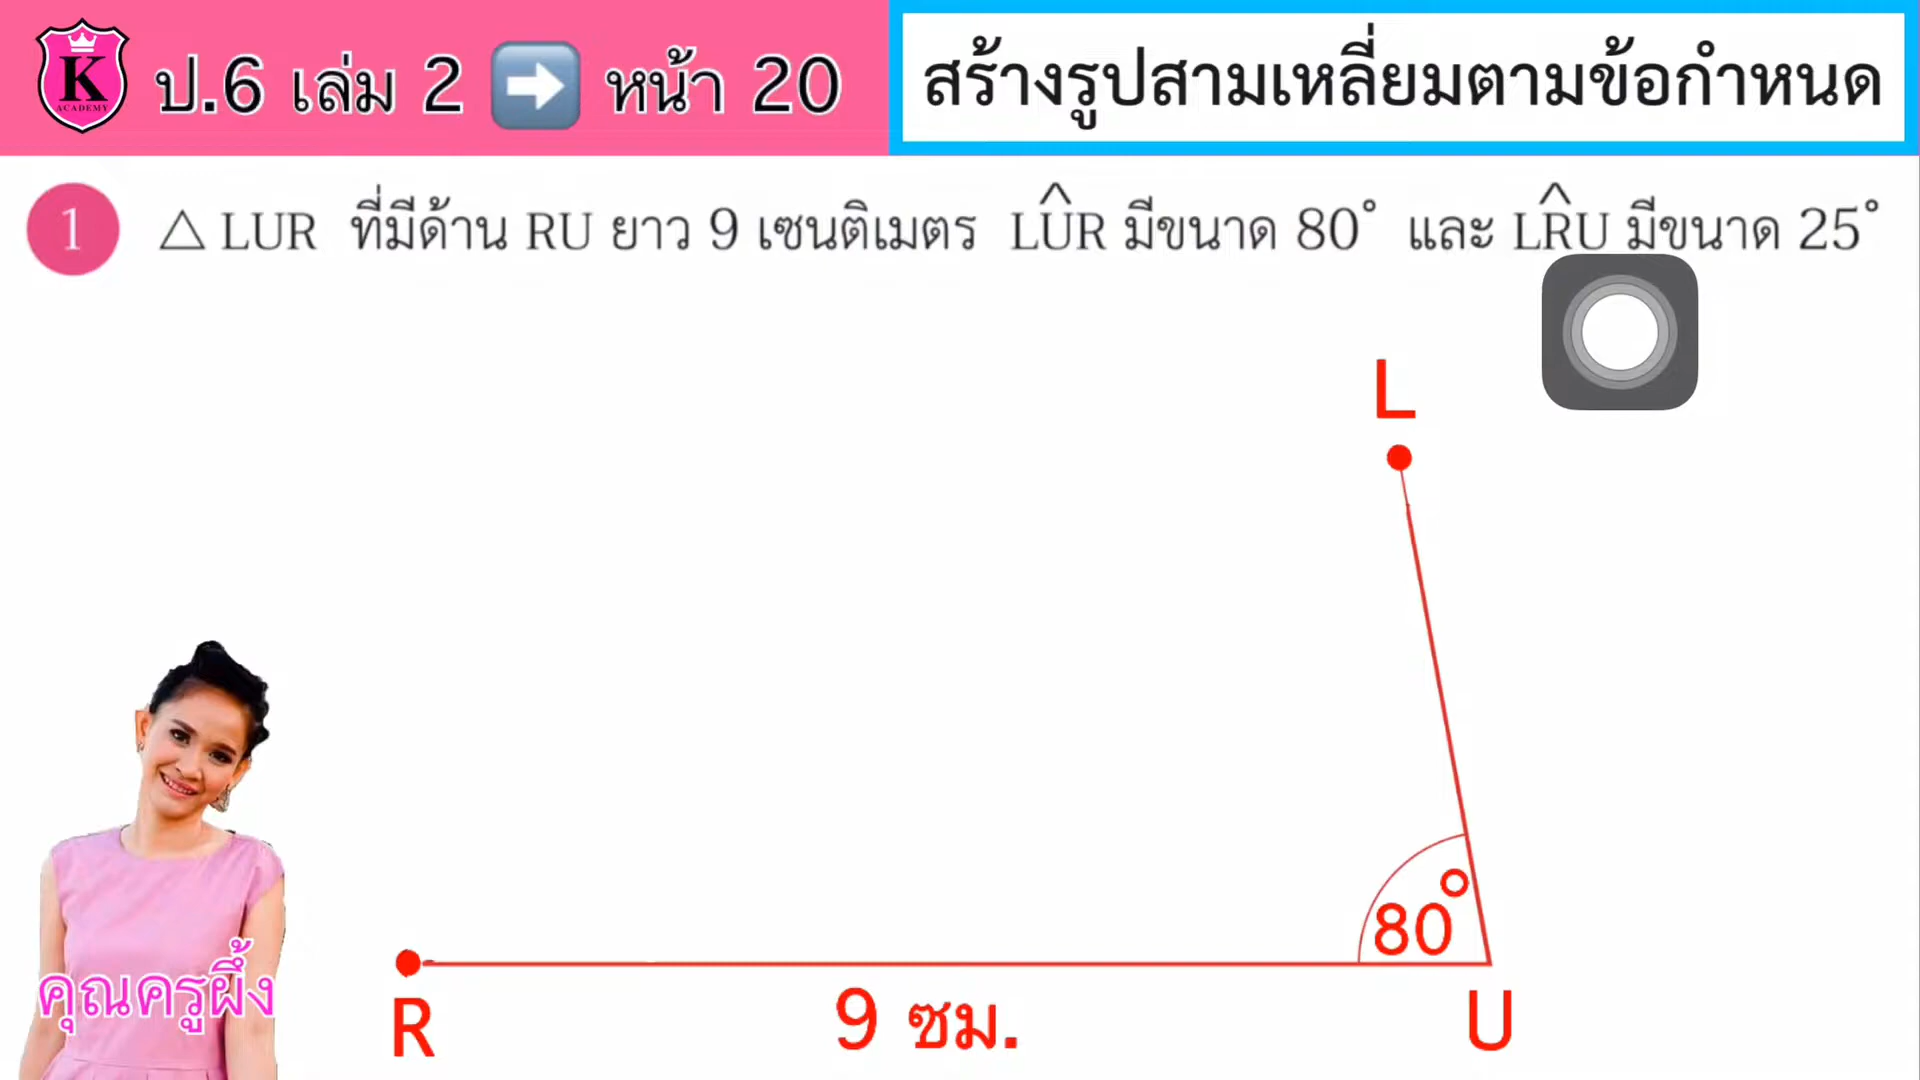 K
ACADEMY
ป.6 เล่ม 2 ➡ หน้า 20
สร้างรูปสามเหลี่ยมตามข้อกำหนด
1 △ LUR ที่มีด้าน RU ยาว 9 เซนติเมตร LÛR มีขนาด 80° และ LR̂U มีขนาด 25°
L
80°
คุณครูผึ้ง
R
9 ซม.
U